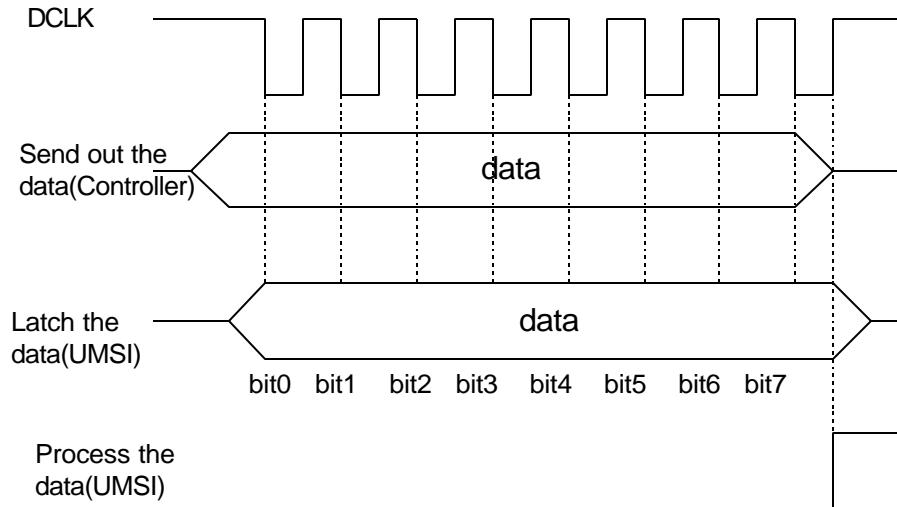 DCLK
Send out the
data(Controller)
data
Latch the
data(UMSI)
data
bit0 bit1 bit2 bit3 bit4 bit5 bit6 bit7
Process the
data(UMSI)